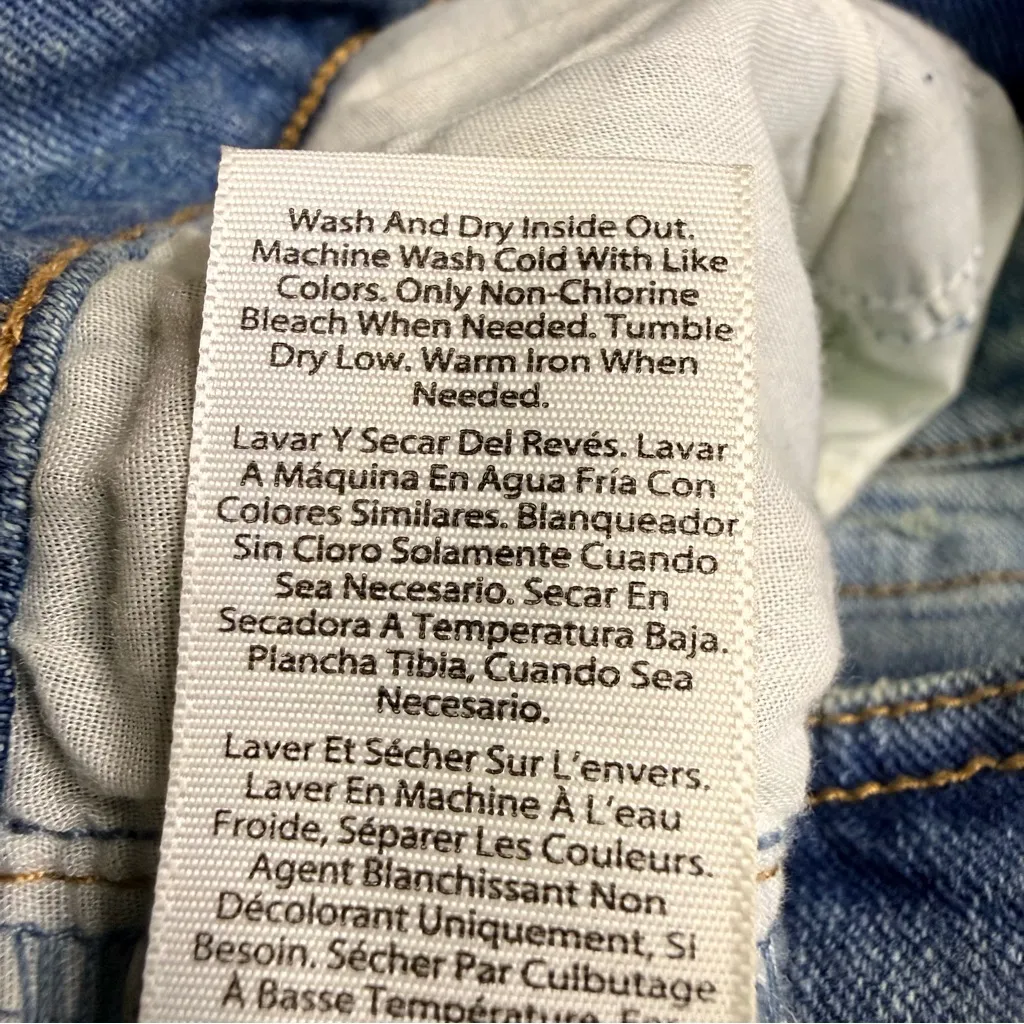 Wash And Dry Inside Out.
Machine Wash Cold With Like
Colors. Only Non-Chlorine
Bleach When Needed. Tumble
Dry Low. Warm Iron When
Needed.
Lavar Y Secar Del Revés. Lavar
A Máquina En Agua Fría Con
Colores Similares. Blanqueador
Sin Cloro Solamente Cuando
Sea Necesario. Secar En
Secadora A Temperatura Baja.
Plancha Tibia, Cuando Sea
Necesario.
Laver Et Sécher Sur L'envers.
Laver En Machine À L'eau
Froide, Séparer Les Couleurs.
Agent Blanchissant Non
Décolorant Uniquement, Si
Besoin. Sécher Par Culbutage
À Basse Température.